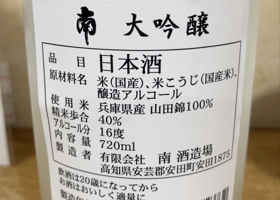 南 大吟醸
品目 日本酒
原材料名 米(国産)、米こうじ(国産米)、
醸造アルコール
使用米 兵庫県産 山田錦100%
精米歩合 40%
アルコール分 16度
内容量 720ml
製造者 有限会社 南 酒造場
高知県安芸郡安田町安田1875
飲酒は20歳になってから
お酒はおいしく適量に